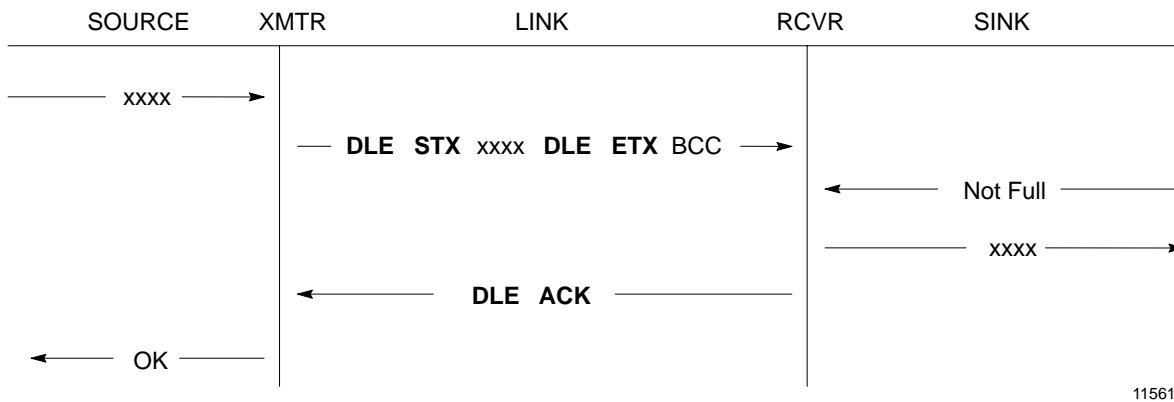 SOURCE XMTR LINK RCVR SINK
xxxx
DLE STX xxxx DLE ETX BCC
Not Full
xxxx
DLE ACK
OK
11561